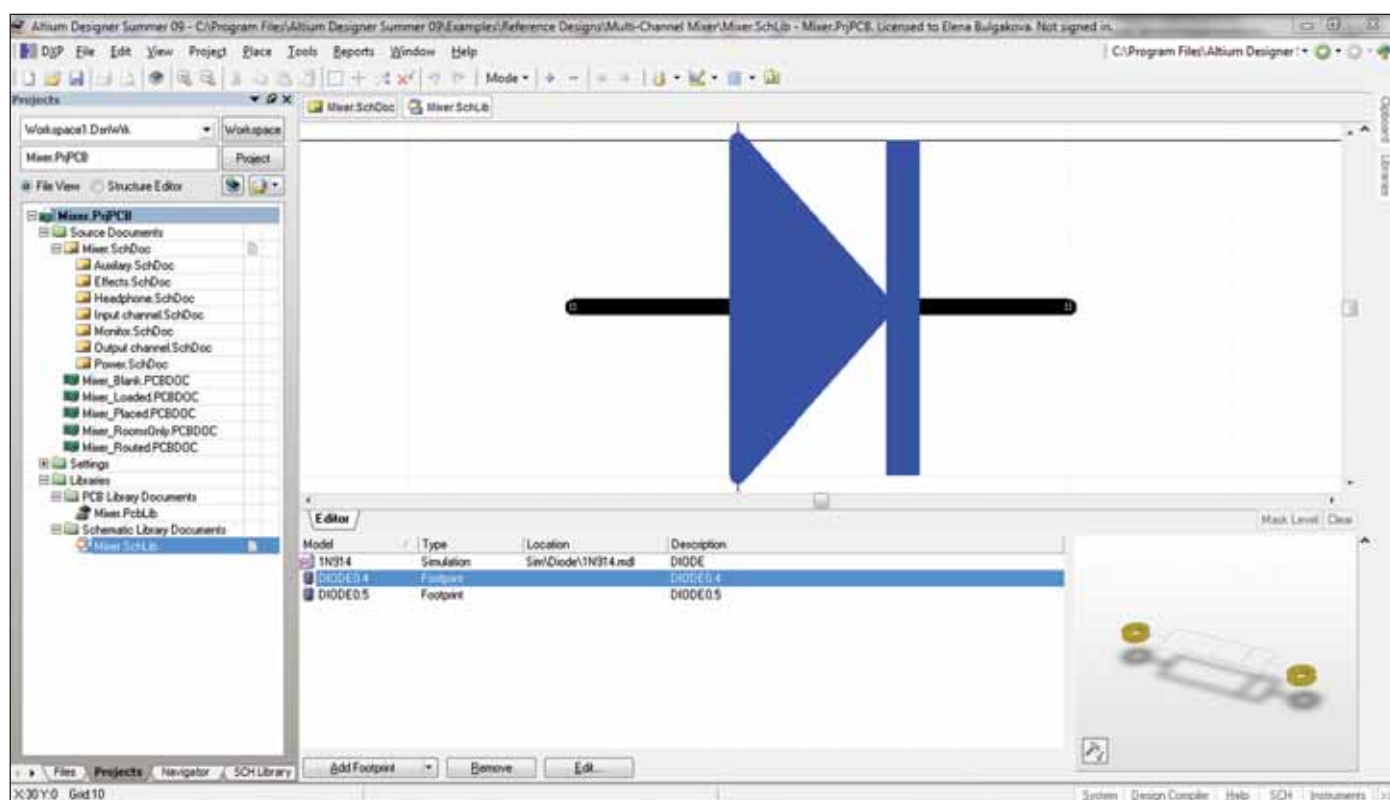 Altium Designer Summer 09 - C:\Program Files\Altium Designer Summer 09\Examples\Reference Designs\Multi-Channel Mixer\Mixer.SchLib - Mixer.PrjPCB. Licensed to Elena Bulgakova. Not signed in.
DXP File Edit View Project Place Tools Reports Window Help
C:\Program Files\Altium Designer
Mode
Projects
Mixer.SchDoc Mixer.SchLib
Workspace1.DsnWrk Workspace
Mixer.PrjPCB Project
File View Structure Editor
Mixer.PrjPCB
Source Documents
Mixer.SchDoc
Auxilary.SchDoc
Effects.SchDoc
Headphone.SchDoc
Input channel.SchDoc
Monitor.SchDoc
Output channel.SchDoc
Power.SchDoc
Mixer_Blank.PCBDOC
Mixer_Loaded.PCBDOC
Mixer_Placed.PCBDOC
Mixer_RoomsOnly.PCBDOC
Mixer_Routed.PCBDOC
Settings
Libraries
PCB Library Documents
Mixer.PcbLib
Schematic Library Documents
Mixer.SchLib
Clipboard
Libraries
Editor
Mask Level Clear
Model Type Location Description
1N914 Simulation Sim\Diode\1N914.mdl DIODE
DIODE0.4 Footprint DIODE0.4
DIODE0.5 Footprint DIODE0.5
Add Footprint Remove Edit...
Files Projects Navigator SCH Library
X:30 Y:0 Grid:10
System Design Compiler Help SCH Instruments >>